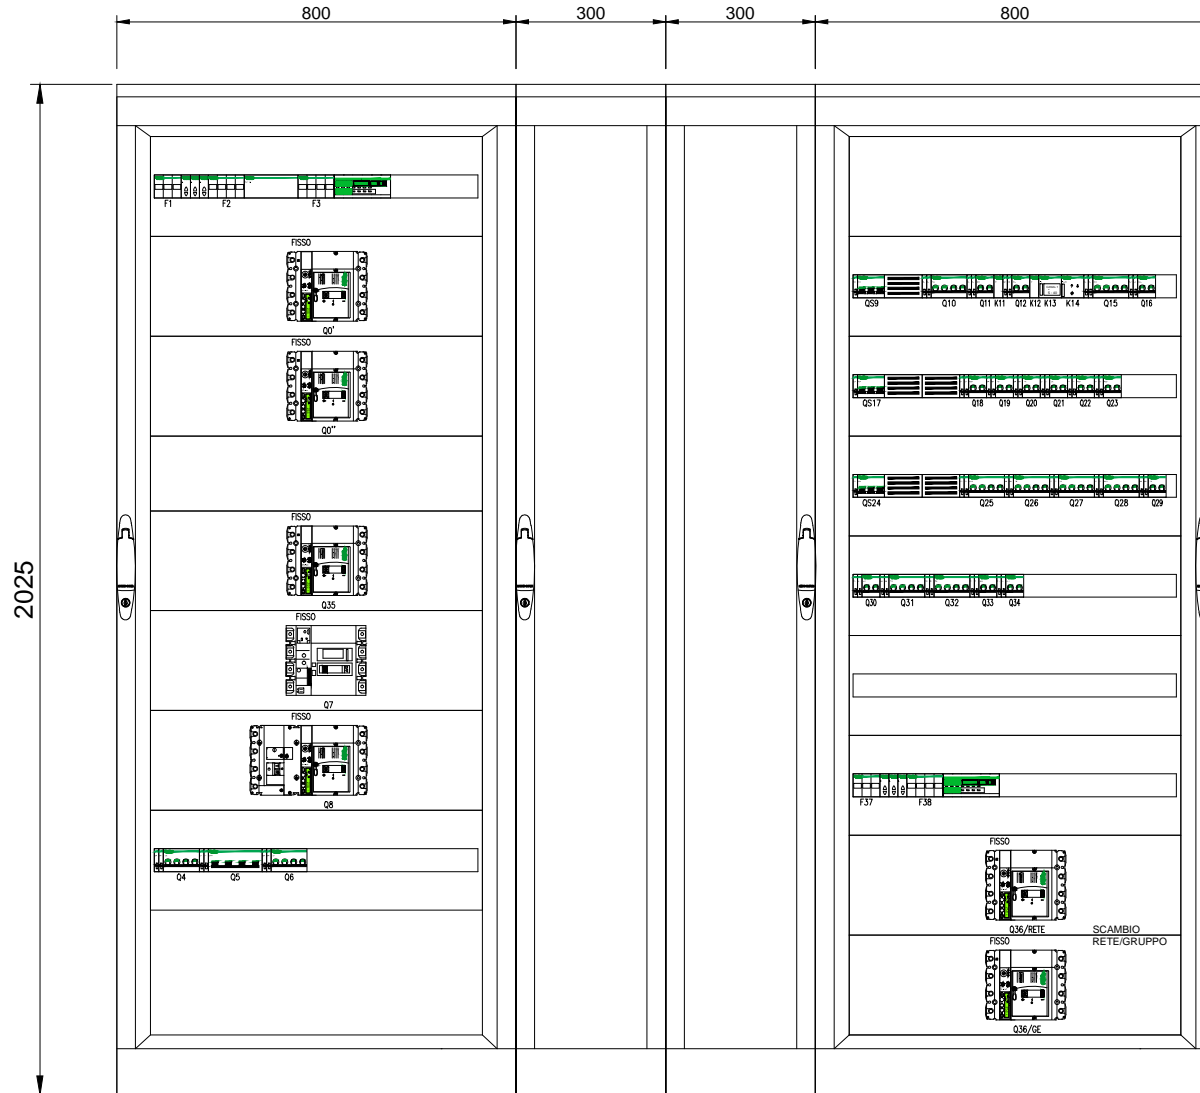 800
300
300
800
2025
F1
F2
F3
FISSO
Q0'
FISSO
Q0''
FISSO
Q35
FISSO
Q7
FISSO
Q8
Q4
Q5
Q6
QS9
Q10
Q11
K11
Q12
K12
K13
K14
Q15
Q16
QS17
Q18
Q19
Q20
Q21
Q22
Q23
QS24
Q25
Q26
Q27
Q28
Q29
Q30
Q31
Q32
Q33
Q34
F37
F38
FISSO
Q36/RETE
SCAMBIO
RETE/GRUPPO
FISSO
Q36/GE